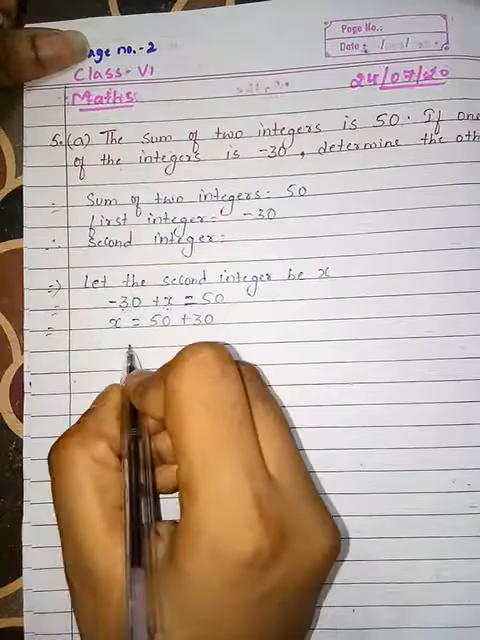 Page No.:
Date:
age no.-2
Class-VI
24/07/20
Maths
5.(a) The sum of two integers is 50. If one
of the integers is -30, determine the oth
Sum of two integers= 50
first integer= -30
∴ Second integer=
=) Let the second integer be x
-30 + x = 50
= x = 50 +30